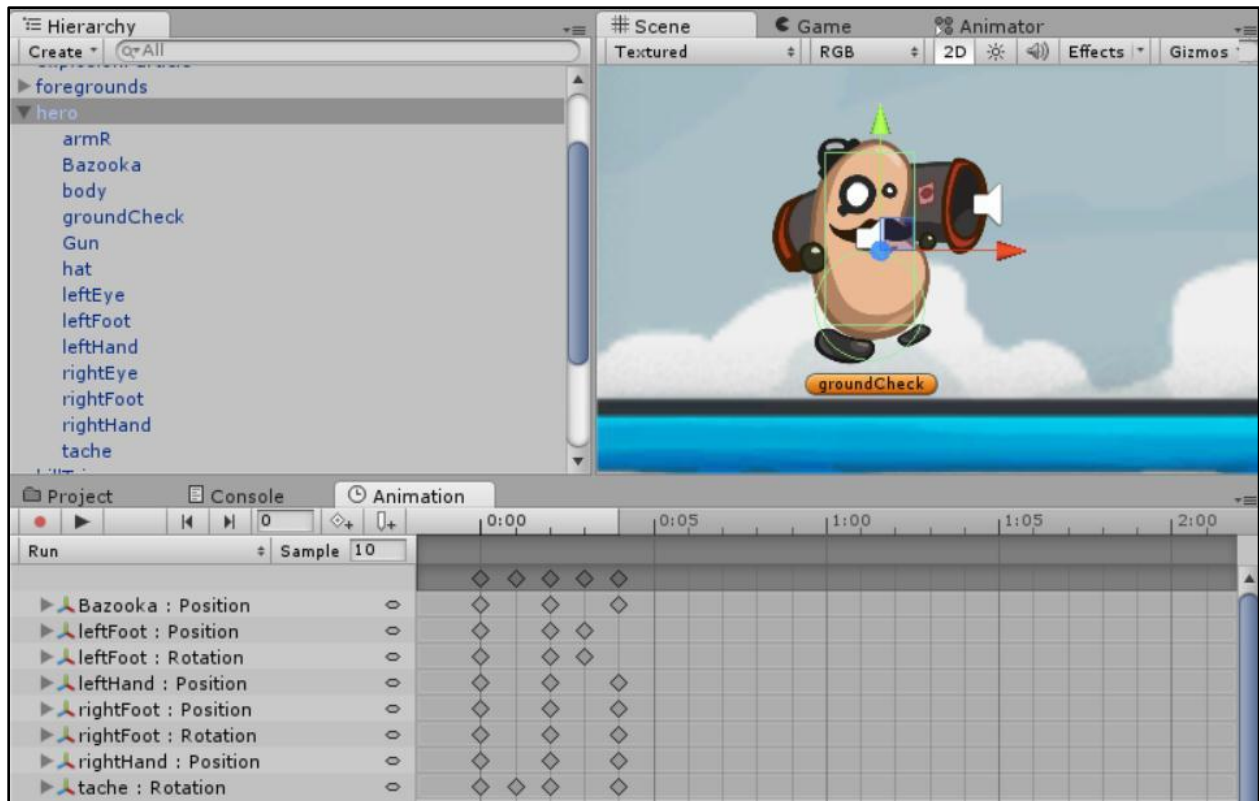 Hierarchy
Create
All
foregrounds
hero
armR
Bazooka
body
groundCheck
Gun
hat
leftEye
leftFoot
leftHand
rightEye
rightFoot
rightHand
tache
Scene Game Animator
Textured RGB 2D Effects Gizmos
groundCheck
Project Console Animation
0 0:00 0:05 1:00 1:05 2:00
Run Sample 10
Bazooka : Position
leftFoot : Position
leftFoot : Rotation
leftHand : Position
rightFoot : Position
rightFoot : Rotation
rightHand : Position
tache : Rotation